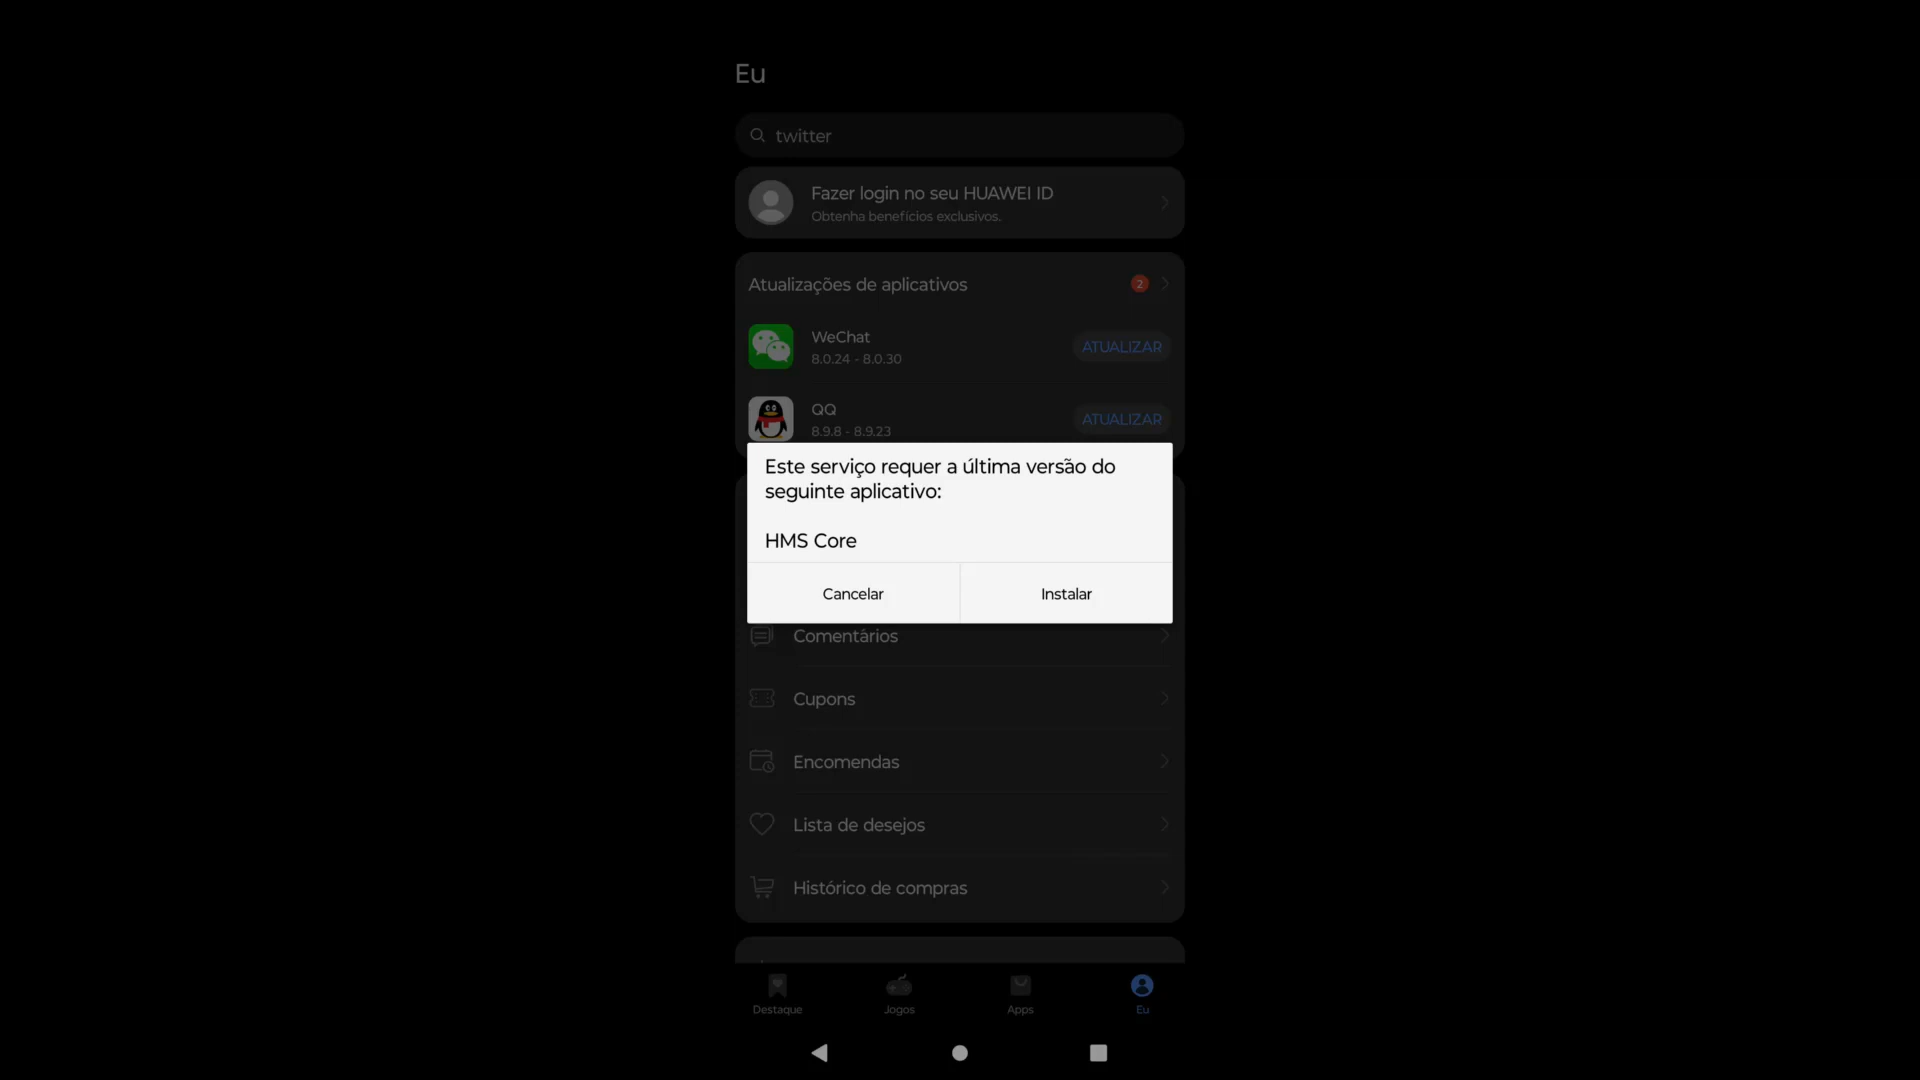 Eu
twitter
Fazer login no seu HUAWEI ID
Obtenha benefícios exclusivos.
Atualizações de aplicativos
2
WeChat
8.0.24 - 8.0.30
ATUALIZAR
QQ
8.9.8 - 8.9.23
ATUALIZAR
Este serviço requer a última versão do
seguinte aplicativo:
HMS Core
Cancelar
Instalar
Comentários
Cupons
Encomendas
Lista de desejos
Histórico de compras
Destaque
Jogos
Apps
Eu